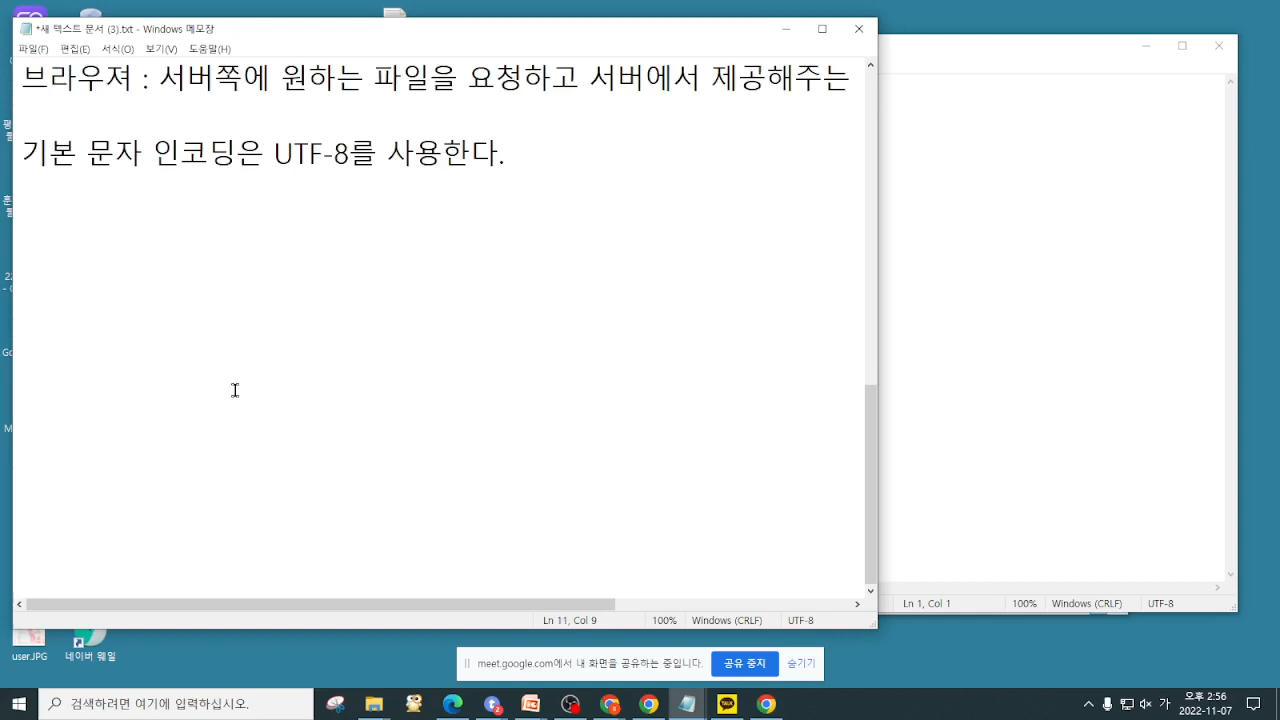 *새 텍스트 문서 (3).txt - Windows 메모장
파일(F) 편집(E) 서식(O) 보기(V) 도움말(H)
브라우져 : 서버쪽에 원하는 파일을 요청하고 서버에서 제공해주는
기본 문자 인코딩은 UTF-8를 사용한다.
Ln 11, Col 9 100% Windows (CRLF) UTF-8
Ln 1, Col 1 100% Windows (CRLF) UTF-8
user.JPG
네이버 웨일
meet.google.com에서 내 화면을 공유하는 중입니다. 공유 중지 숨기기
검색하려면 여기에 입력하십시오.
TALK
가
오후 2:56
2022-11-07